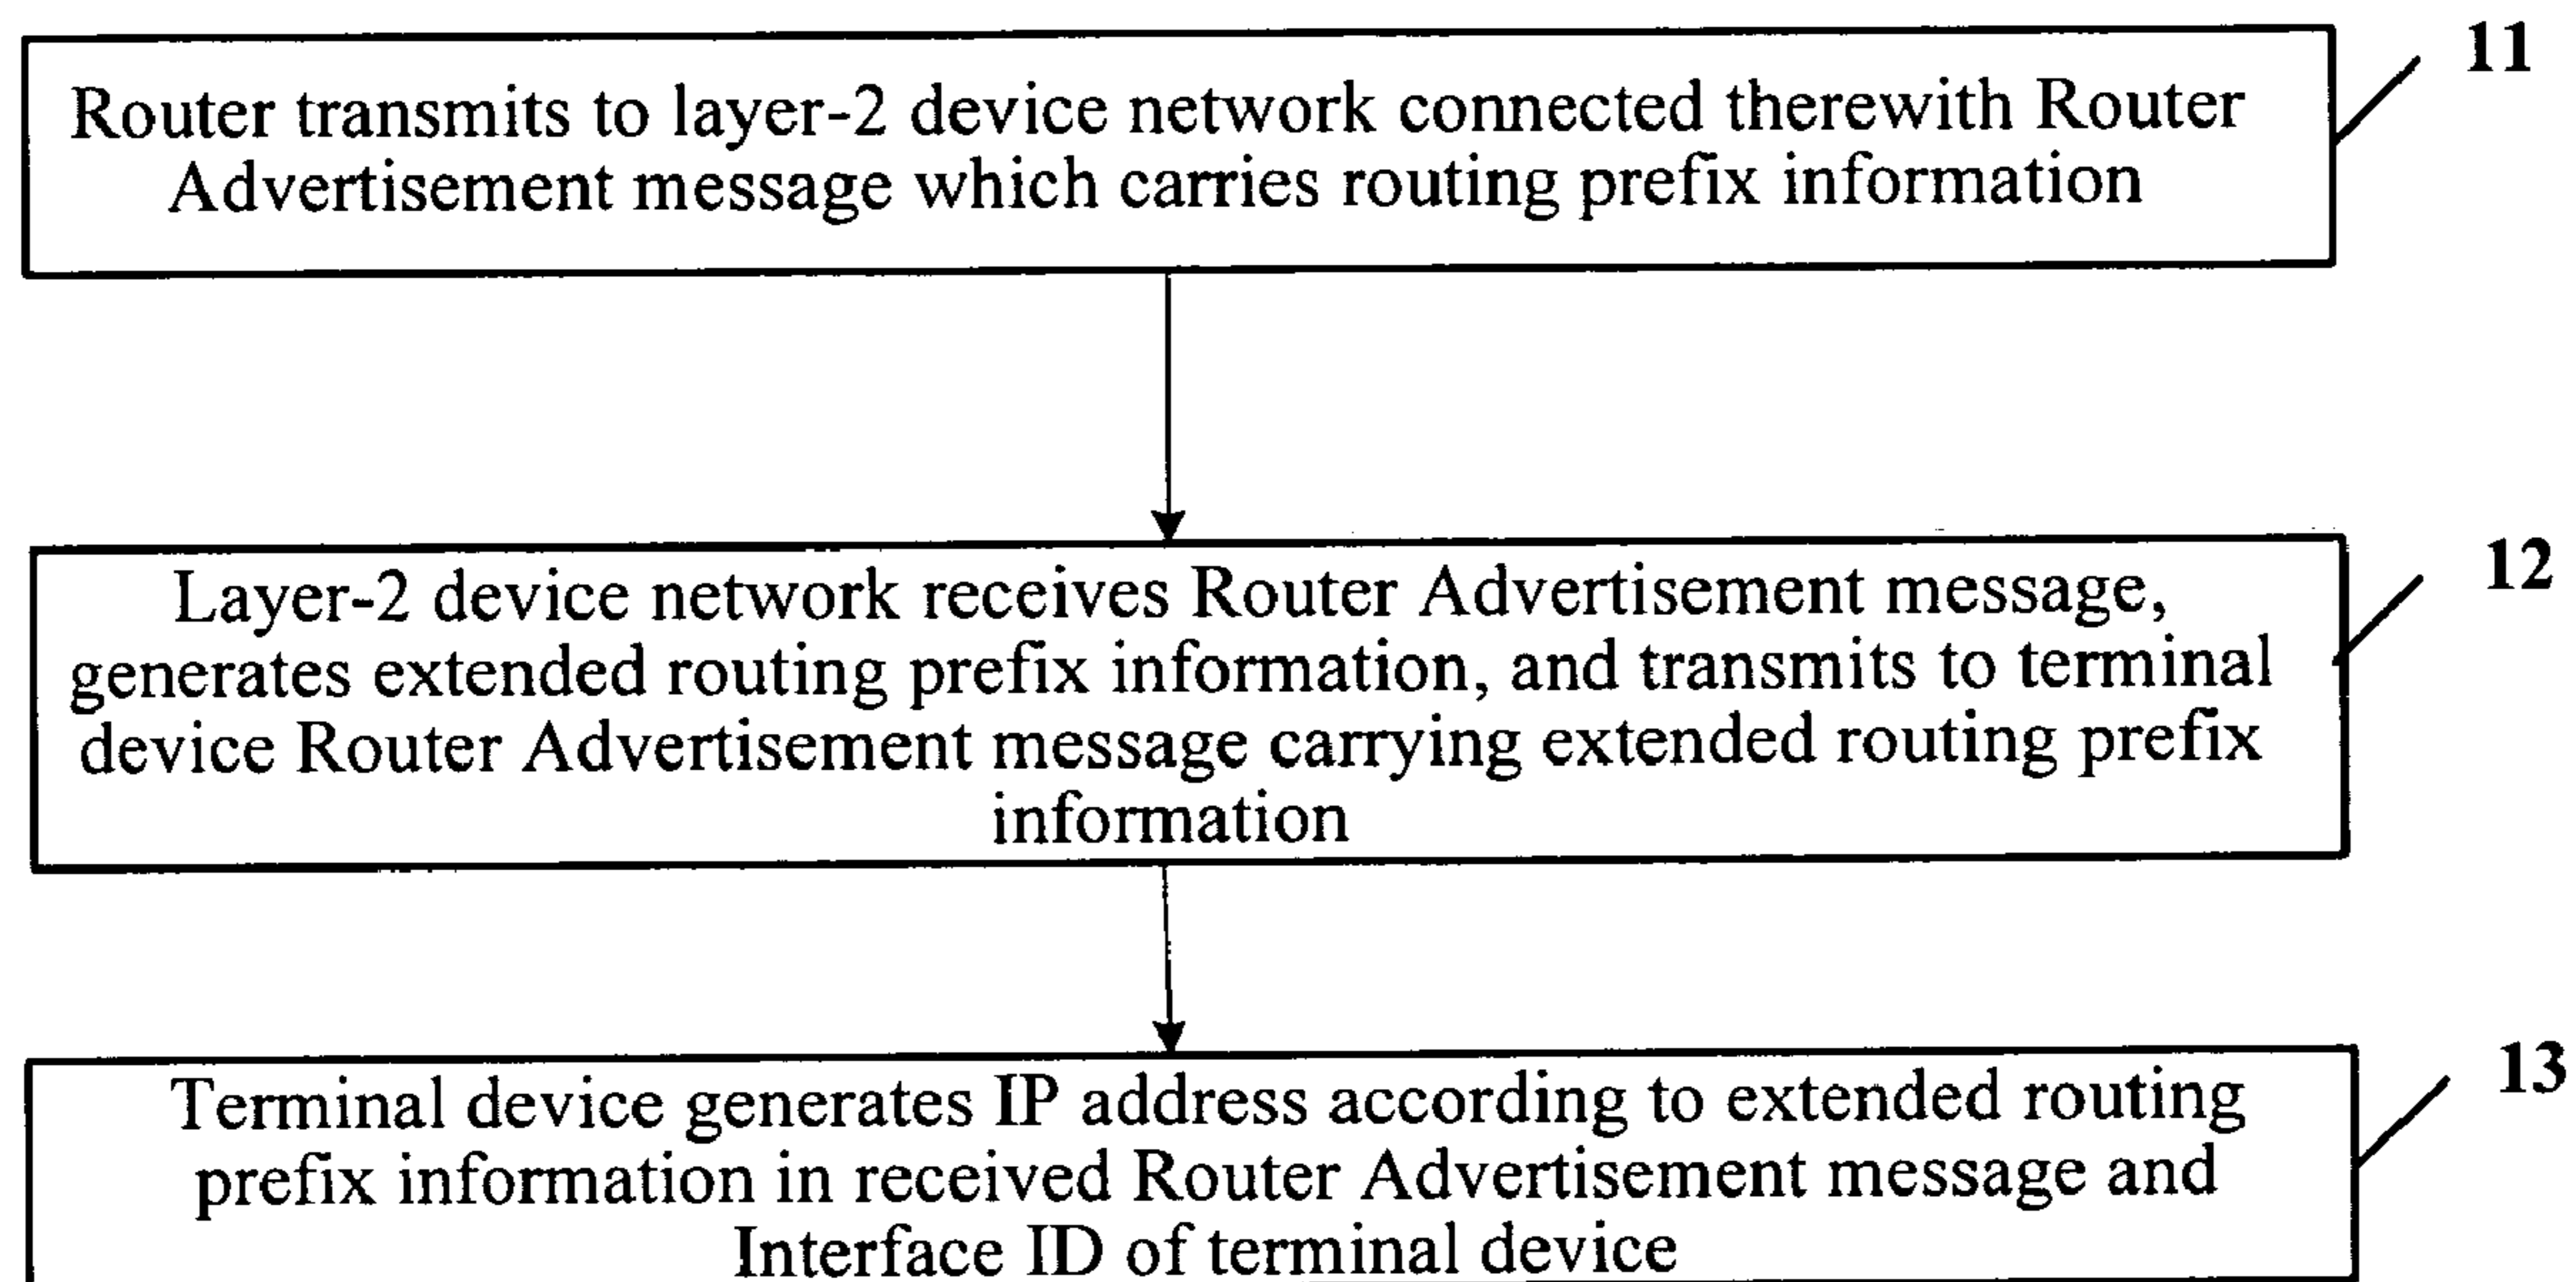 11
Router transmits to layer-2 device network connected therewith Router
Advertisement message which carries routing prefix information
12
Layer-2 device network receives Router Advertisement message,
generates extended routing prefix information, and transmits to terminal
device Router Advertisement message carrying extended routing prefix
information
13
Terminal device generates IP address according to extended routing
prefix information in received Router Advertisement message and
Interface ID of terminal device